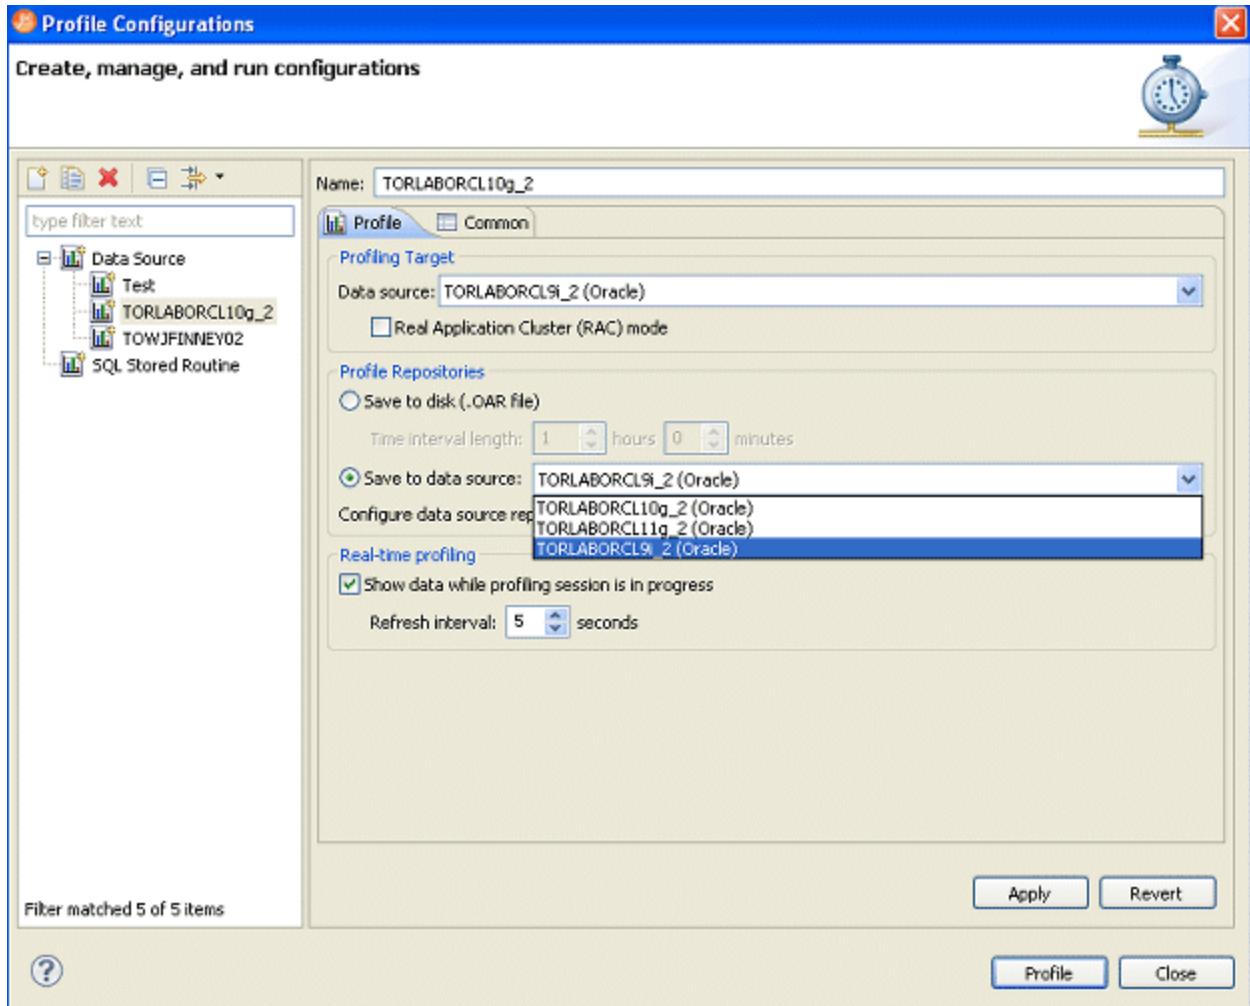 Profile Configurations
Create, manage, and run configurations
type filter text
Data Source
Test
TORLABORCL10g_2
TOWJFINNEY02
SQL Stored Routine
Filter matched 5 of 5 items
Name: TORLABORCL10g_2
Profile Common
Profiling Target
Data source: TORLABORCL9i_2 (Oracle)
Real Application Cluster (RAC) mode
Profile Repositories
Save to disk (.OAR file)
Time interval length: 1 hours 0 minutes
Save to data source: TORLABORCL9i_2 (Oracle)
TORLABORCL10g_2 (Oracle)
Configure data source rep
TORLABORCL11g_2 (Oracle)
TORLABORCL9i_2 (Oracle)
Real-time profiling
Show data while profiling session is in progress
Refresh interval: 5 seconds
Apply Revert
? Profile Close